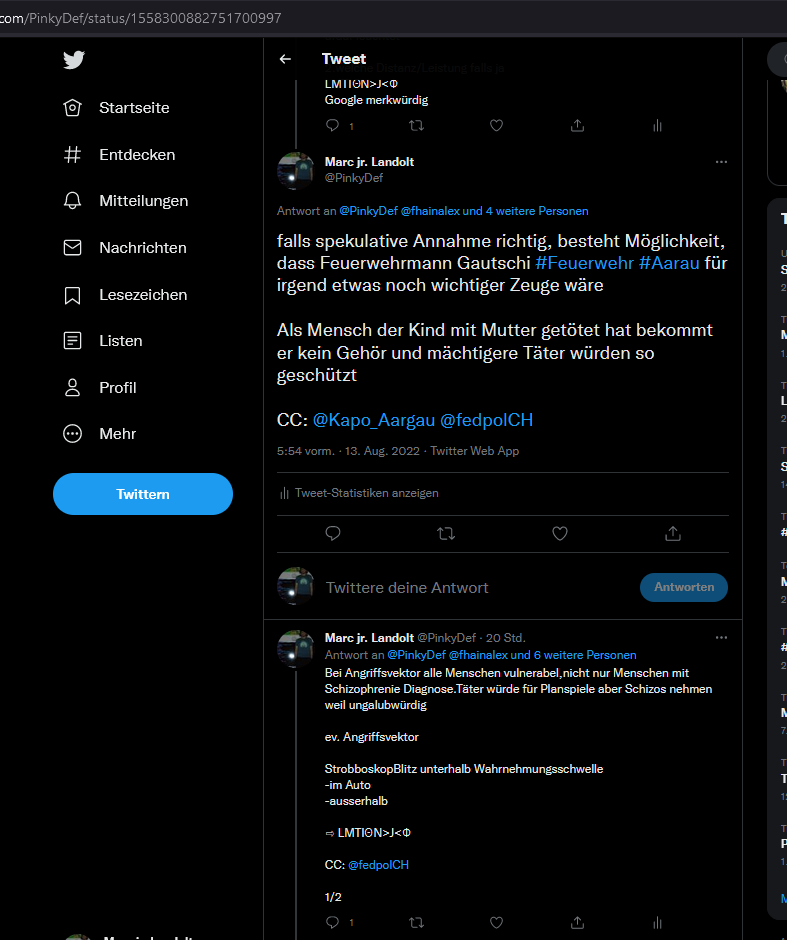 com/PinkyDef/status/1558300882751700997
Tweet
LMTIΘN>J<Φ
Google merkwürdig
1
Marc jr. Landolt
@PinkyDef
Antwort an @PinkyDef @fhainalex und 4 weitere Personen
falls spekulative Annahme richtig, besteht Möglichkeit,
dass Feuerwehrmann Gautschi #Feuerwehr #Aarau für
irgend etwas noch wichtiger Zeuge wäre
Als Mensch der Kind mit Mutter getötet hat bekommt
er kein Gehör und mächtigere Täter würden so
geschützt
CC: @Kapo_Aargau @fedpolCH
5:54 vorm. · 13. Aug. 2022 · Twitter Web App
Tweet-Statistiken anzeigen
Twittere deine Antwort
Antworten
Marc jr. Landolt @PinkyDef · 20 Std.
Antwort an @PinkyDef @fhainalex und 6 weitere Personen
Bei Angriffsvektor alle Menschen vulnerabel,nicht nur Menschen mit
Schizophrenie Diagnose.Täter würde für Planspiele aber Schizos nehmen
weil ungalubwürdig
ev. Angriffsvektor
StrobboskopBlitz unterhalb Wahrnehmungsschwelle
-im Auto
-ausserhalb
⇨ LMTIΘN>J<Φ
CC: @fedpolCH
1/2
1
Startseite
Entdecken
Mitteilungen
Nachrichten
Lesezeichen
Listen
Profil
Mehr
Twittern